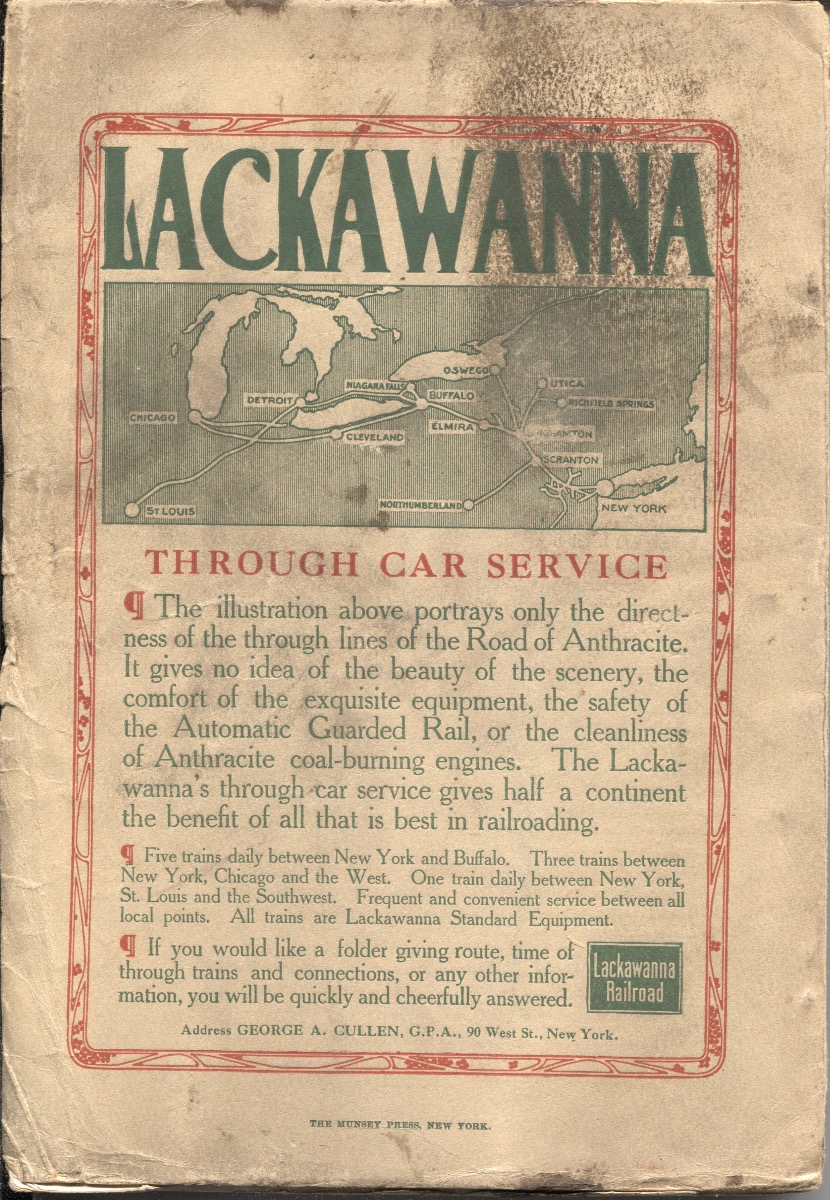 LACKAWANNA
OSWEGO
UTICA
NIAGARA FALLS
DETROIT
BUFFALO
RICHFIELD SPRINGS
CHICAGO
ELMIRA
CLEVELAND
SCRANTON
NORTHUMBERLAND
ST LOUIS
NEW YORK
THROUGH CAR SERVICE
¶ The illustration above portrays only the direct-
ness of the through lines of the Road of Anthracite.
It gives no idea of the beauty of the scenery, the
comfort of the exquisite equipment, the safety of
the Automatic Guarded Rail, or the cleanliness
of Anthracite coal-burning engines. The Lacka-
wanna's through car service gives half a continent
the benefit of all that is best in railroading.
¶ Five trains daily between New York and Buffalo. Three trains between
New York, Chicago and the West. One train daily between New York,
St. Louis and the Southwest. Frequent and convenient service between all
local points. All trains are Lackawanna Standard Equipment.
¶ If you would like a folder giving route, time of
through trains and connections, or any other infor-
mation, you will be quickly and cheerfully answered.
Lackawanna
Railroad
Address GEORGE A. CULLEN, G.P.A., 90 West St., New York.
THE MUNSEY PRESS, NEW YORK.